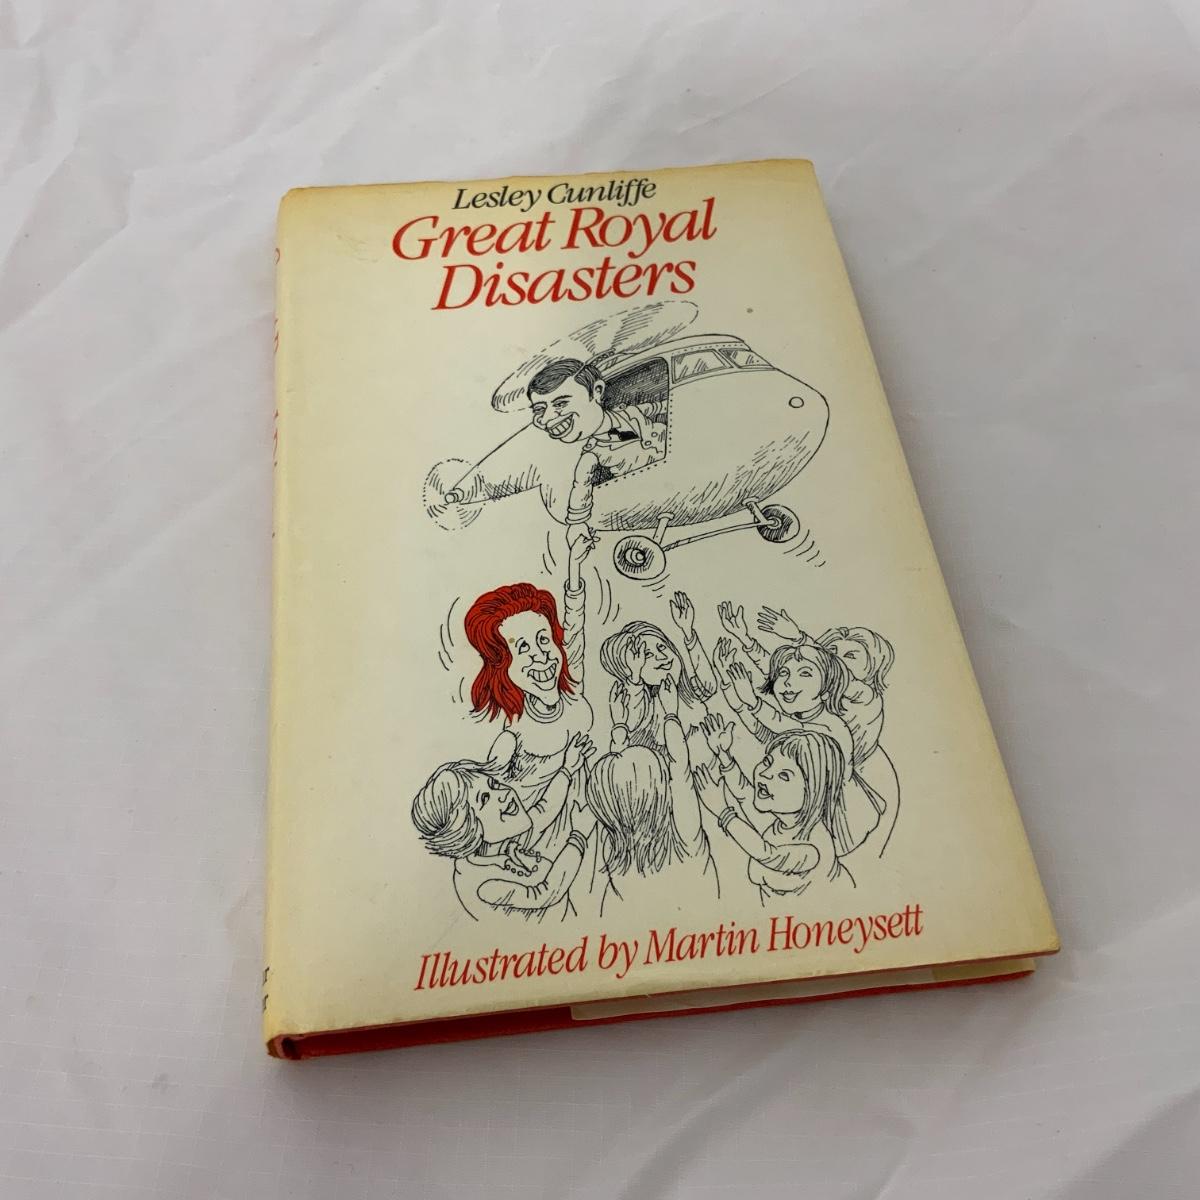 Lesley Cunliffe
Great Royal
Disasters
Illustrated by Martin Honeysett